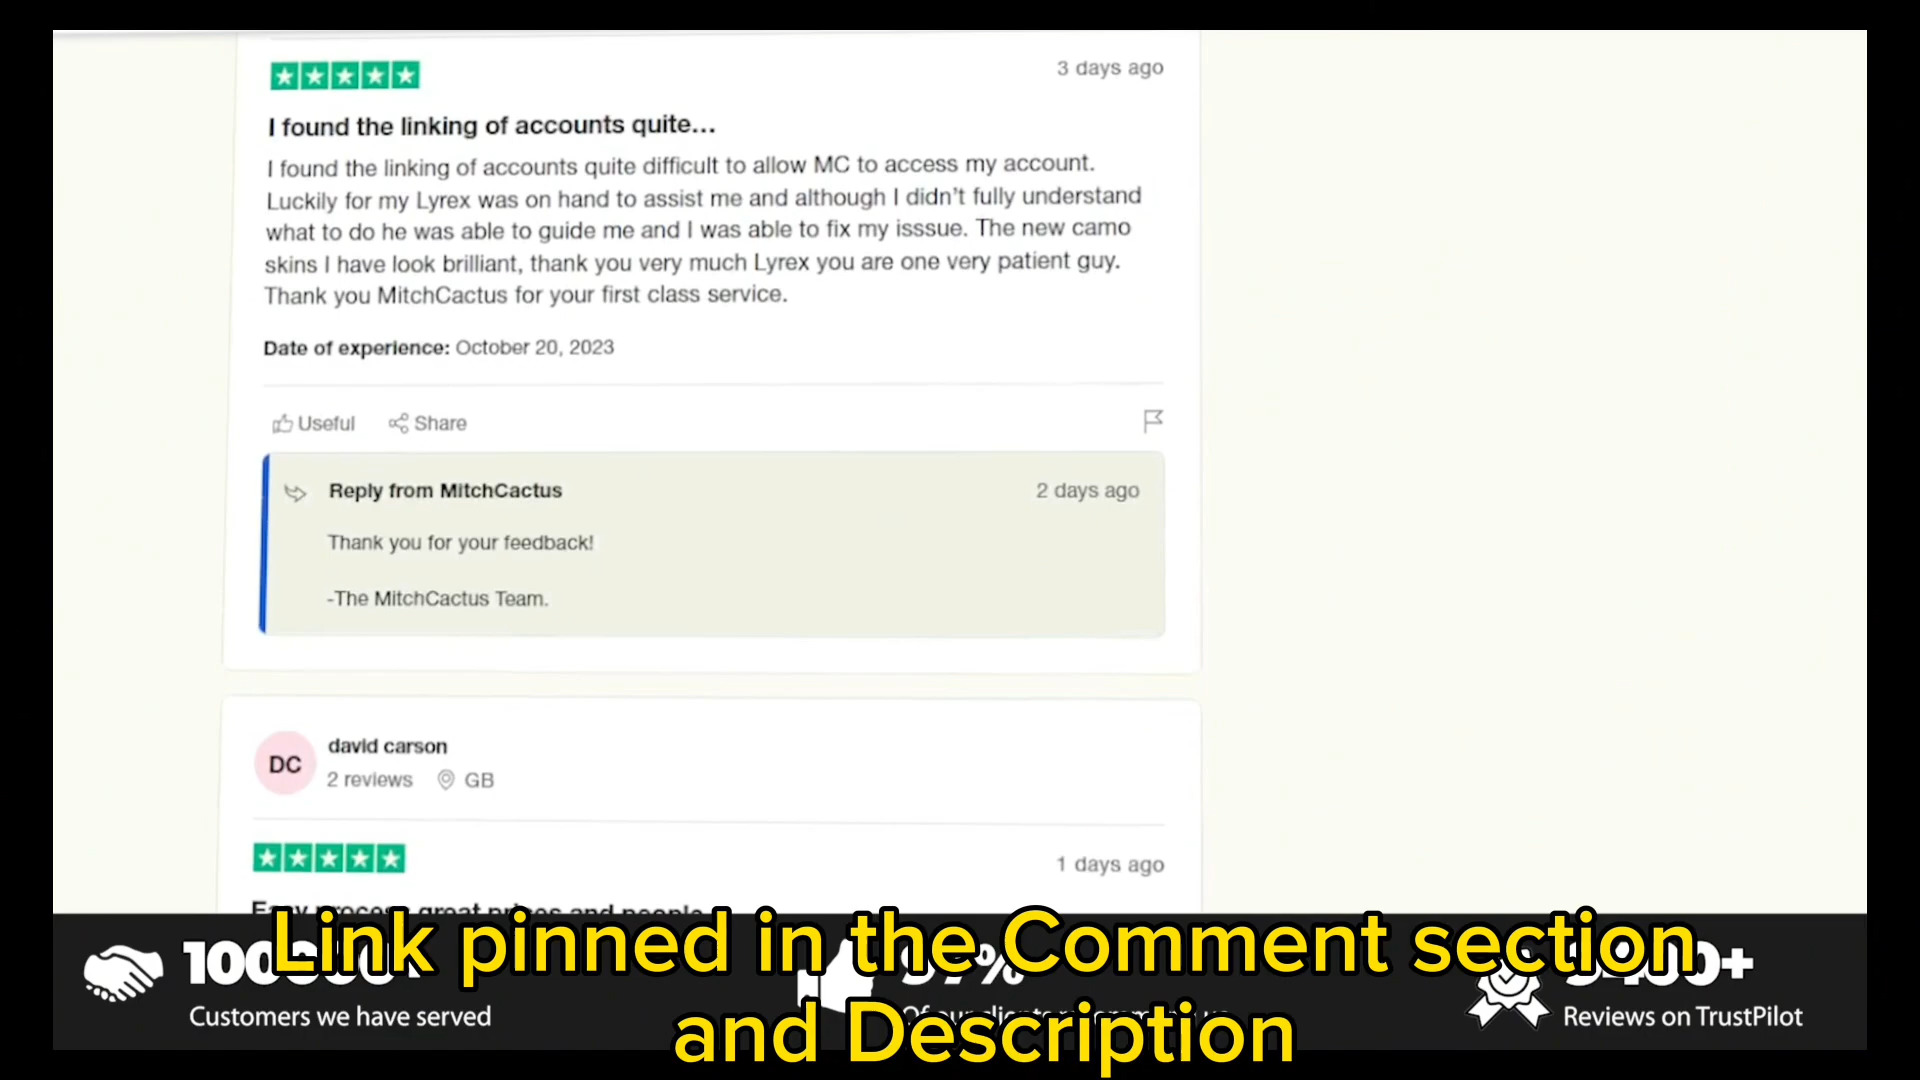 3 days ago
I found the linking of accounts quite...
I found the linking of accounts quite difficult to allow MC to access my account.
Luckily for my Lyrex was on hand to assist me and although I didn't fully understand
what to do he was able to guide me and I was able to fix my isssue. The new camo
skins I have look brilliant, thank you very much Lyrex you are one very patient guy.
Thank you MitchCactus for your first class service.
Date of experience: October 20, 2023
Useful Share
Reply from MitchCactus 2 days ago
Thank you for your feedback!
-The MitchCactus Team.
DC
david carson
2 reviews GB
1 days ago
Easy process great prices and people
Link pinned in the Comment section
and Description
Customers we have served
Reviews on TrustPilot